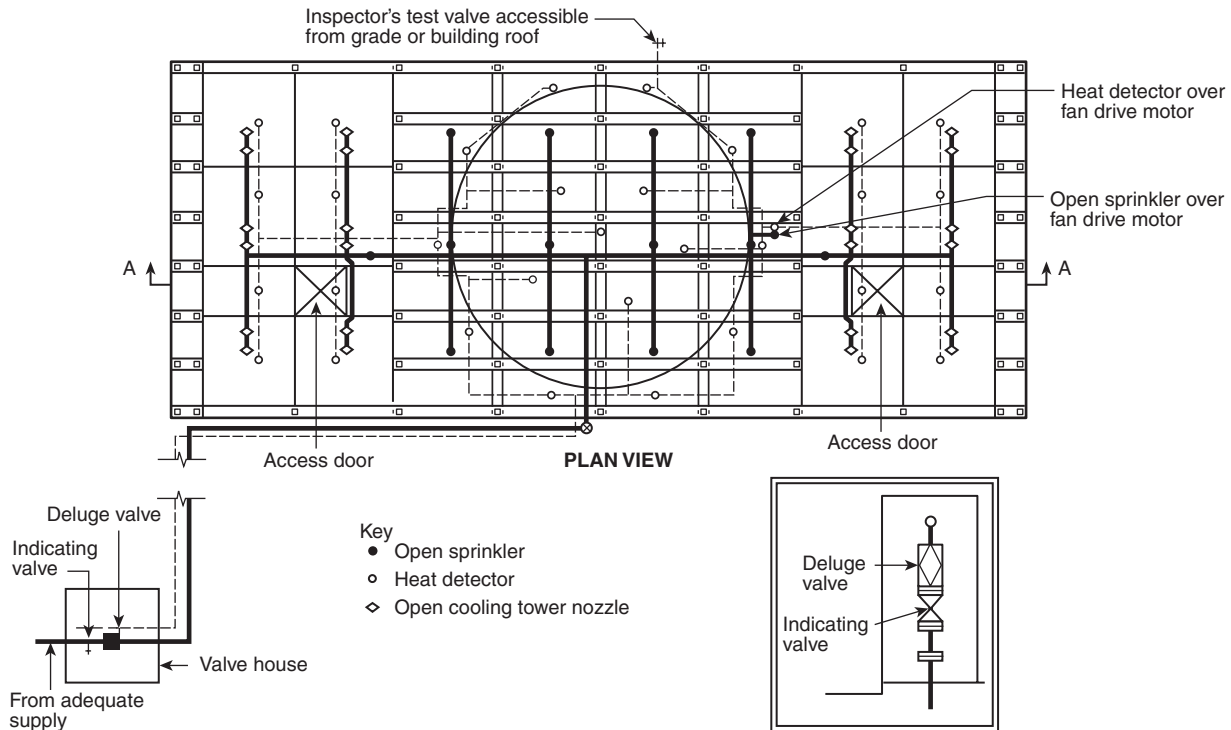 Inspector's test valve accessible
from grade or building roof
Heat detector over
fan drive motor
Open sprinkler over
fan drive motor
A
A
Access door
PLAN VIEW
Access door
Deluge valve
Indicating
valve
Valve house
From adequate
supply
Key
Open sprinkler
Heat detector
Open cooling tower nozzle
Deluge
valve
Indicating
valve